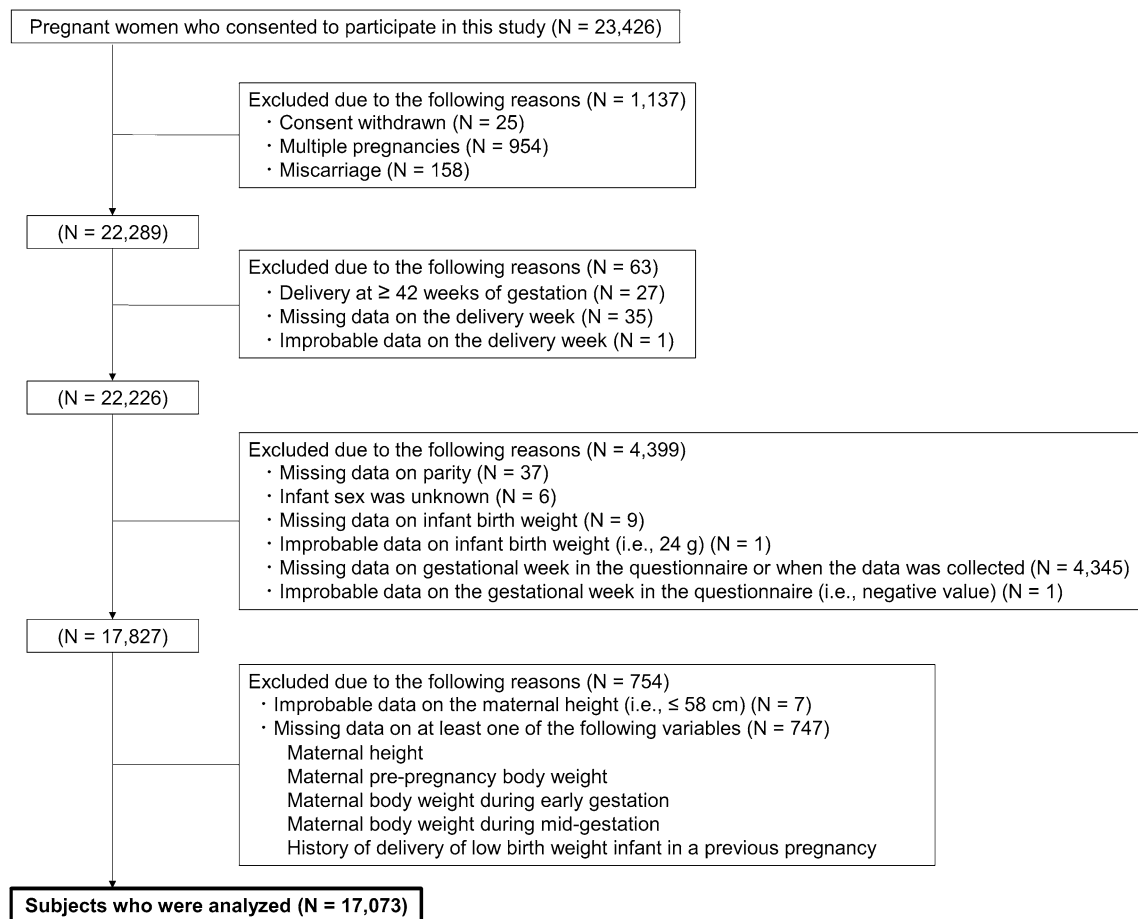 Pregnant women who consented to participate in this study (N = 23,426)
Excluded due to the following reasons (N = 1,137)
・Consent withdrawn (N = 25)
・Multiple pregnancies (N = 954)
・Miscarriage (N = 158)
(N = 22,289)
Excluded due to the following reasons (N = 63)
・Delivery at ≥ 42 weeks of gestation (N = 27)
・Missing data on the delivery week (N = 35)
・Improbable data on the delivery week (N = 1)
(N = 22,226)
Excluded due to the following reasons (N = 4,399)
・Missing data on parity (N = 37)
・Infant sex was unknown (N = 6)
・Missing data on infant birth weight (N = 9)
・Improbable data on infant birth weight (i.e., 24 g) (N = 1)
・Missing data on gestational week in the questionnaire or when the data was collected (N = 4,345)
・Improbable data on the gestational week in the questionnaire (i.e., negative value) (N = 1)
(N = 17,827)
Excluded due to the following reasons (N = 754)
・Improbable data on the maternal height (i.e., ≤ 58 cm) (N = 7)
・Missing data on at least one of the following variables (N = 747)
Maternal height
Maternal pre-pregnancy body weight
Maternal body weight during early gestation
Maternal body weight during mid-gestation
History of delivery of low birth weight infant in a previous pregnancy
Subjects who were analyzed (N = 17,073)